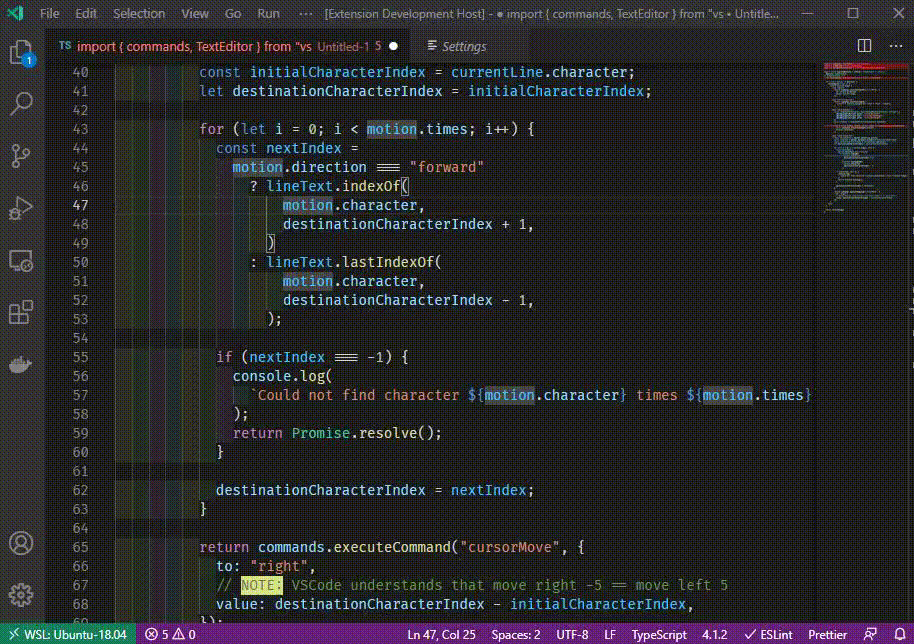 File Edit Selection View Go Run ··· [Extension Development Host] - ● import { commands, TextEditor } from "vs • Untitle...
TS import { commands, TextEditor } from "vs Untitled-1 5 ● Settings
1
40 const initialCharacterIndex = currentLine.character;
41 let destinationCharacterIndex = initialCharacterIndex;
42
43 for (let i = 0; i < motion.times; i++) {
44 const nextIndex =
45 motion.direction === "forward"
46 ? lineText.indexOf(
47 motion.character,
48 destinationCharacterIndex + 1,
49 )
50 : lineText.lastIndexOf(
51 motion.character,
52 destinationCharacterIndex - 1,
53 );
54
55 if (nextIndex === -1) {
56 console.log(
57 `Could not find character ${motion.character} times ${motion.times}
58 );
59 return Promise.resolve();
60 }
61
62 destinationCharacterIndex = nextIndex;
63 }
64
65 return commands.executeCommand("cursorMove", {
66 to: "right",
67 // NOTE: VSCode understands that move right -5 == move left 5
68 value: destinationCharacterIndex - initialCharacterIndex,
69 });
WSL: Ubuntu-18.04 5 0 Ln 47, Col 25 Spaces: 2 UTF-8 LF TypeScript 4.1.2 ESLint Prettier